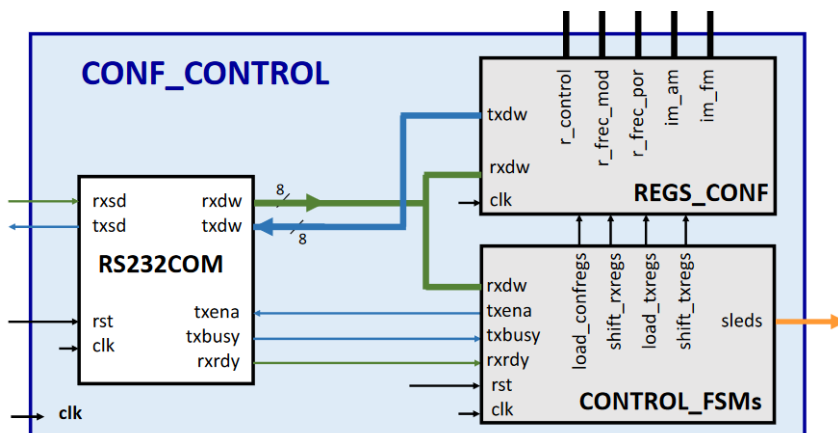 CONF_CONTROL
rxsd
txsd
rxdw
txdw
8
8
RS232COM
rst
clk
txena
txbusy
rxrdy
clk
r_control
r_frec_mod
r_frec_por
im_am
im_fm
txdw
rxdw
clk
REGS_CONF
load_confregs
shift_rxregs
load_txregs
shift_txregs
rxdw
txena
txbusy
rxrdy
rst
clk
sleds
CONTROL_FSMs